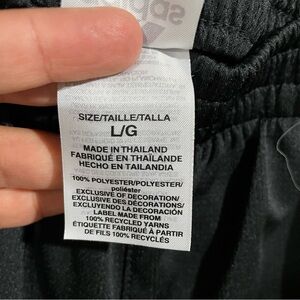 SIZE/TAILLE/TALLA
L/G
MADE IN THAILAND
FABRIQUÉ EN THAÏLANDE
HECHO EN TAILANDIA
100% POLYESTER/POLYESTER/
poliéster
EXCLUSIVE OF DECORATION/
EXCLUSIVE DES DÉCORATIONS/
EXCLUYENDO LA DECORACIÓN
LABEL MADE FROM
100% RECYCLED YARNS
ÉTIQUETTE FABRIQUÉ À PARTIR
DE FILS 100% RECYCLÉS